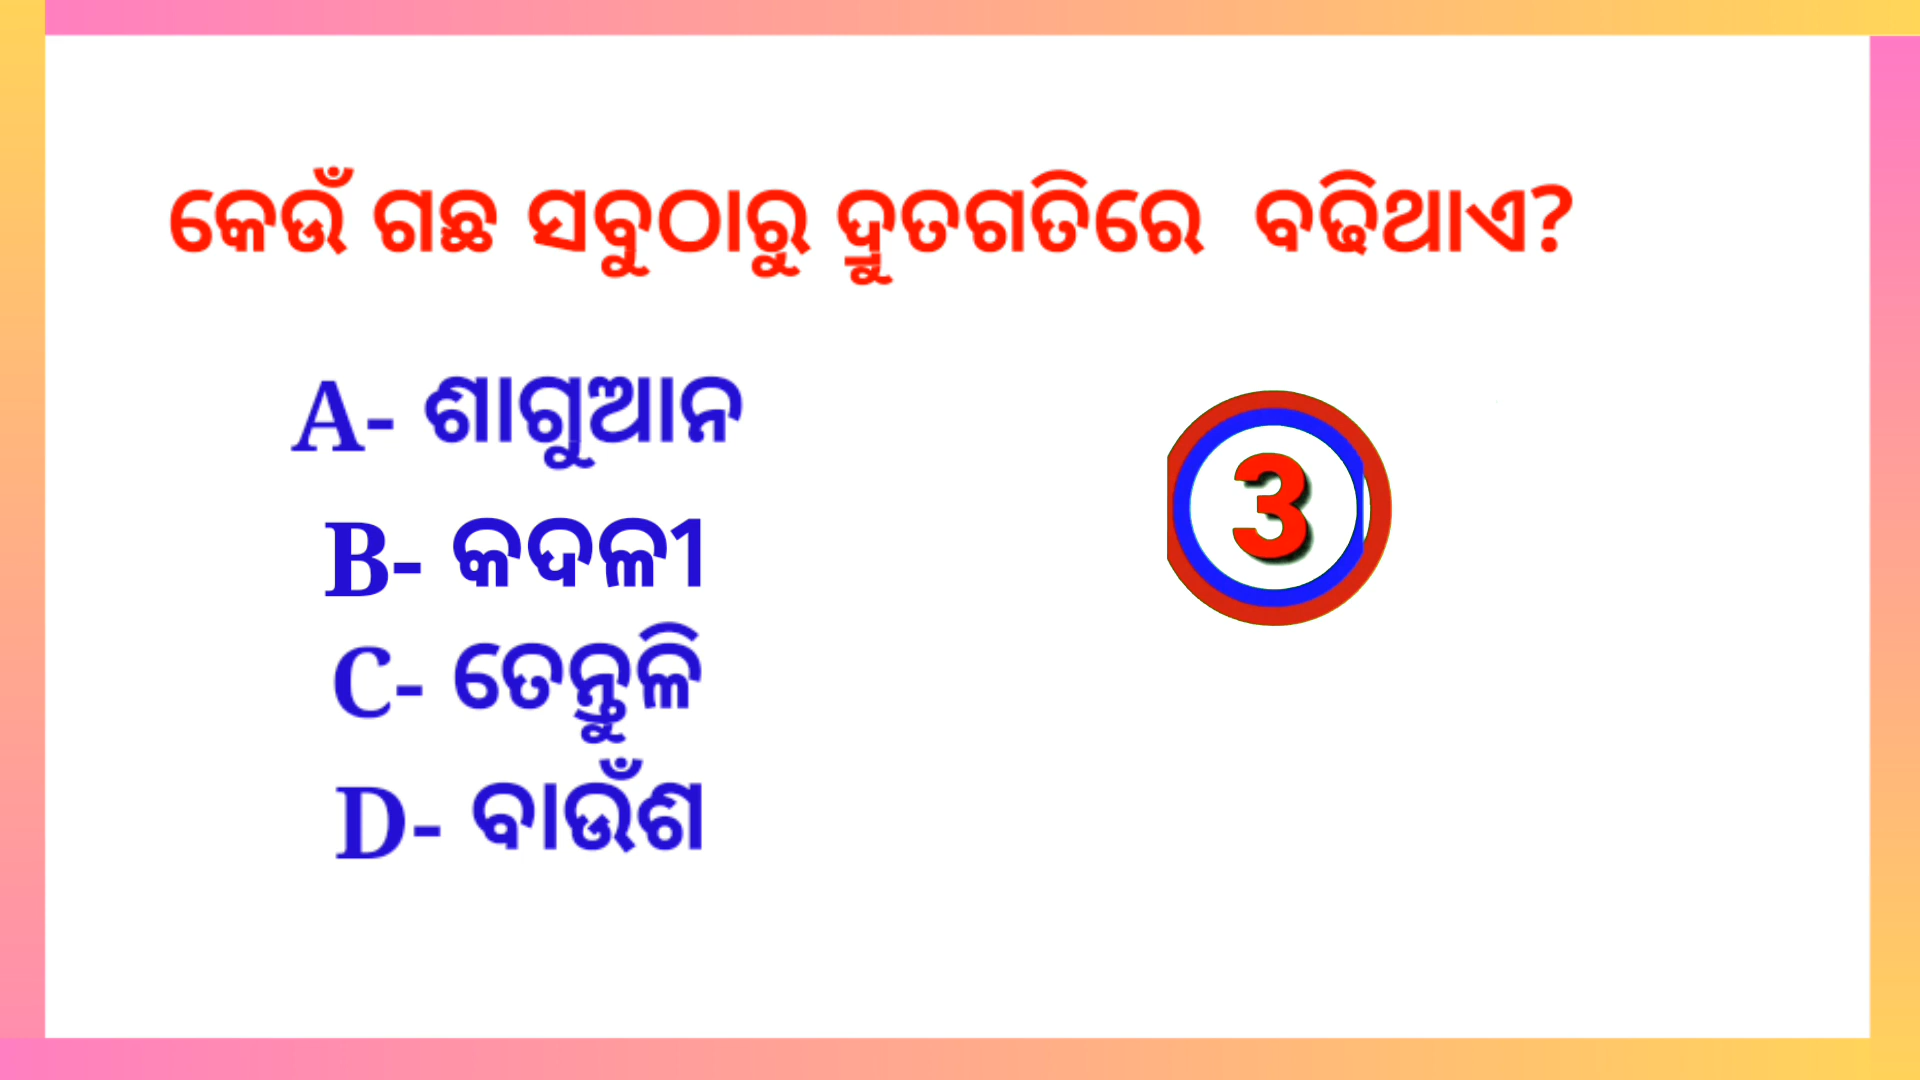 କେଉଁ ଗଛ ସବୁଠାରୁ ଦ୍ରୁତଗତିରେ ବଢିଥାଏ?
A- ଶାଗୁଆନ
B- କଦଳୀ
3
C- ତେନ୍ତୁଳି
D- ବାଉଁଶ